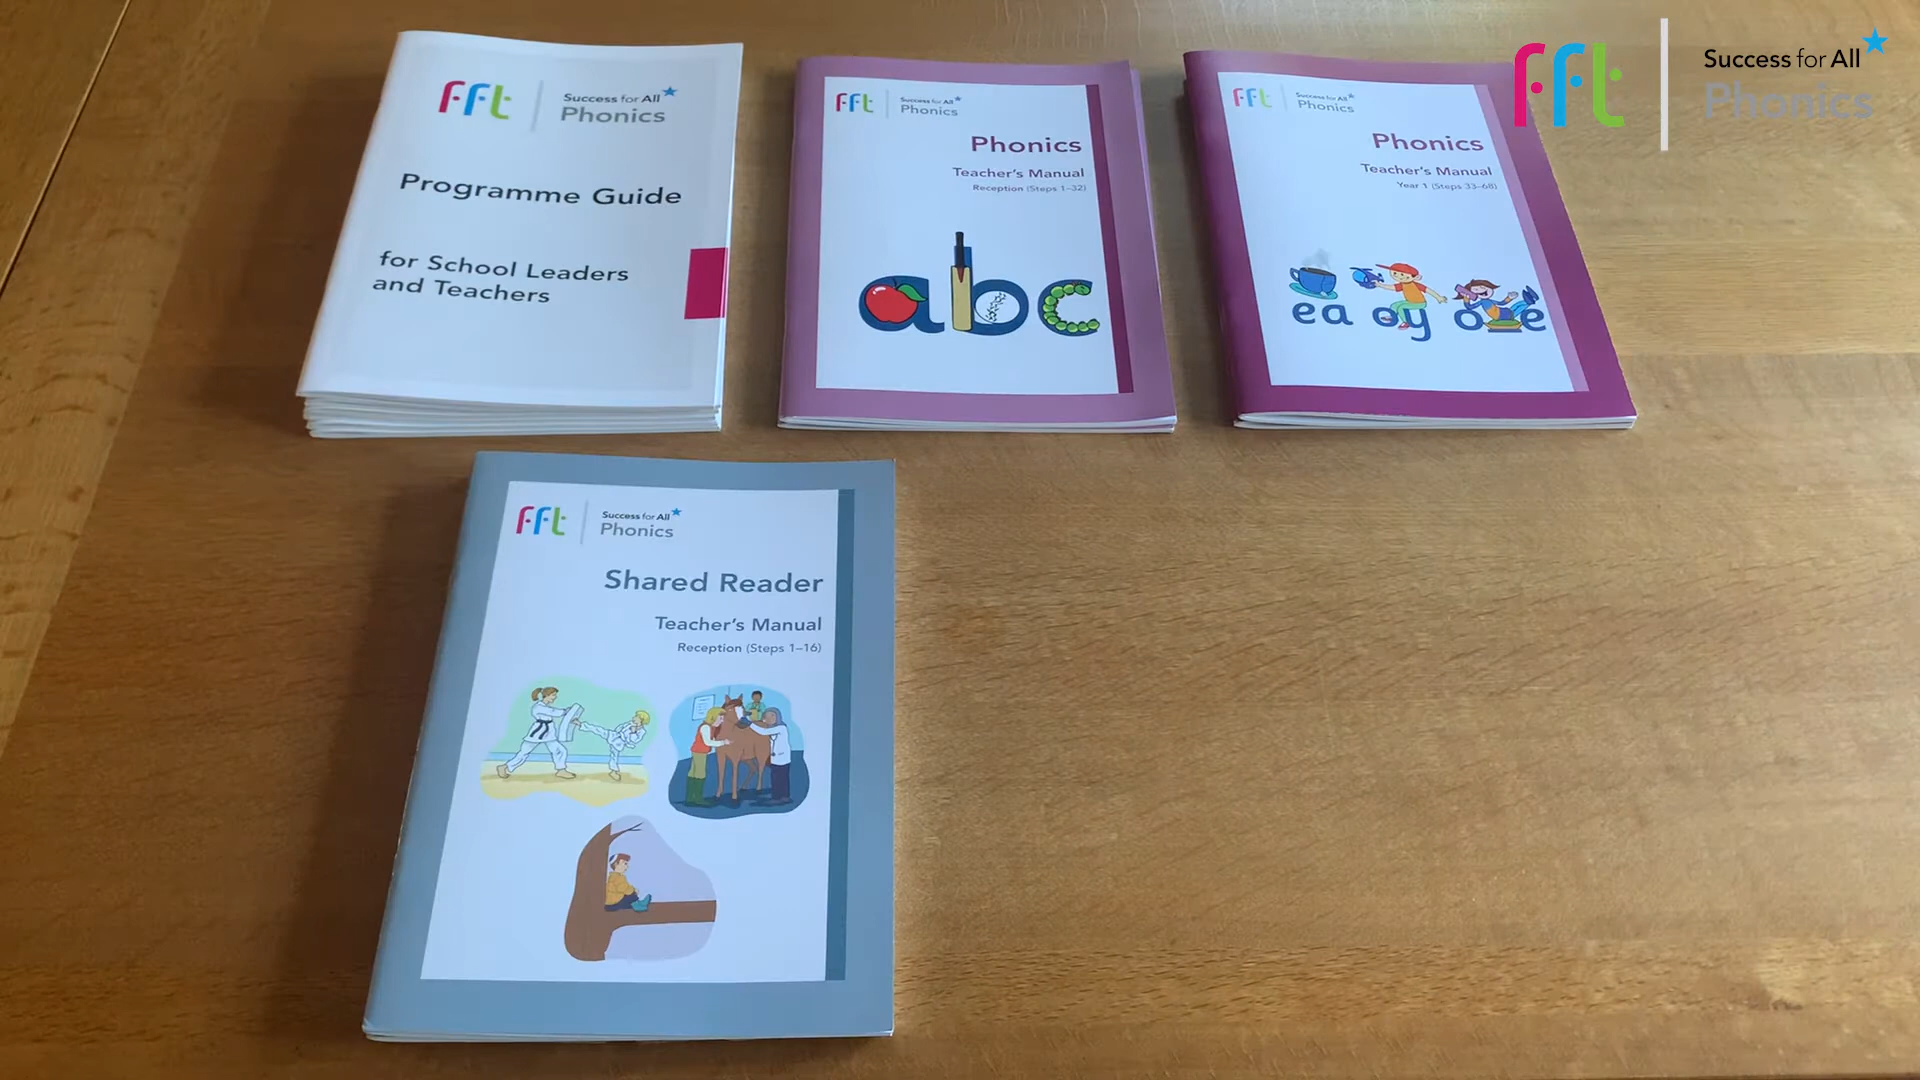 fft
Success for All
Phonics
Programme Guide
for School Leaders
and Teachers
fft
Success for All
Phonics
Phonics
Teacher's Manual
Reception (Steps 1–32)
abc
fft
Success for All
Phonics
Phonics
Teacher's Manual
Year 1 (Steps 33–68)
ea oy o_e
fft
Success for All
Phonics
fft
Success for All
Phonics
Shared Reader
Teacher's Manual
Reception (Steps 1–16)